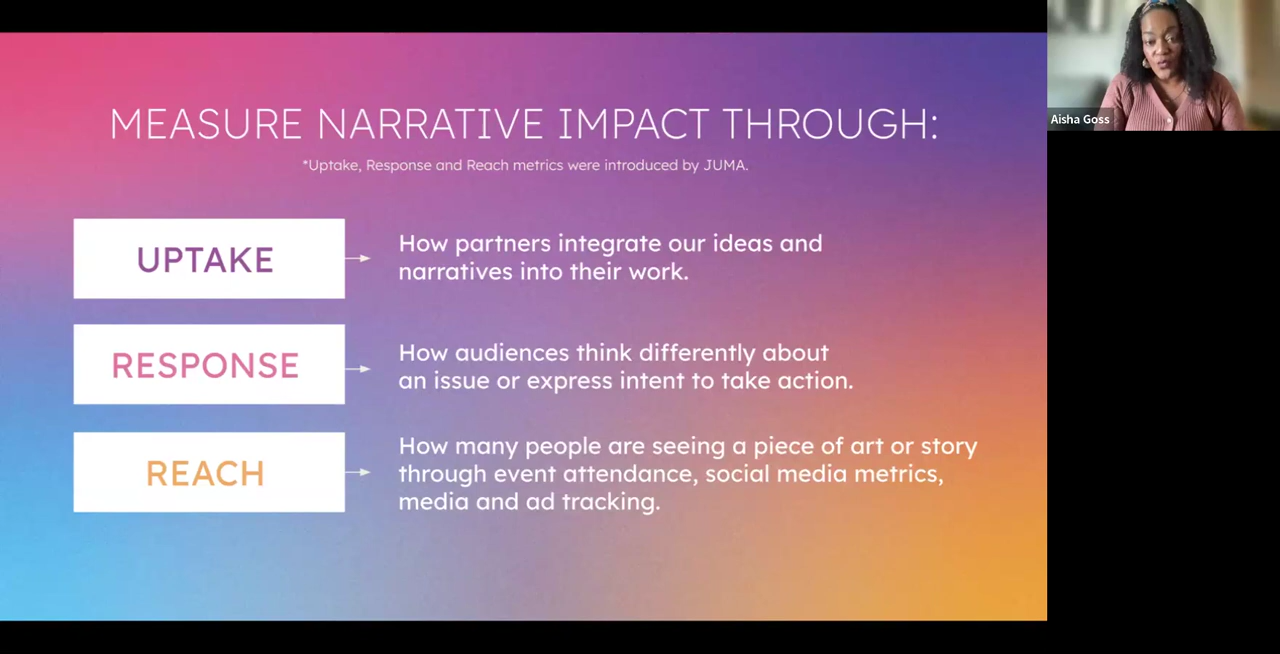 MEASURE NARRATIVE IMPACT THROUGH:
*Uptake, Response and Reach metrics were introduced by JUMA.
UPTAKE
How partners integrate our ideas and
narratives into their work.
RESPONSE
How audiences think differently about
an issue or express intent to take action.
REACH
How many people are seeing a piece of art or story
through event attendance, social media metrics,
media and ad tracking.
Aisha Goss